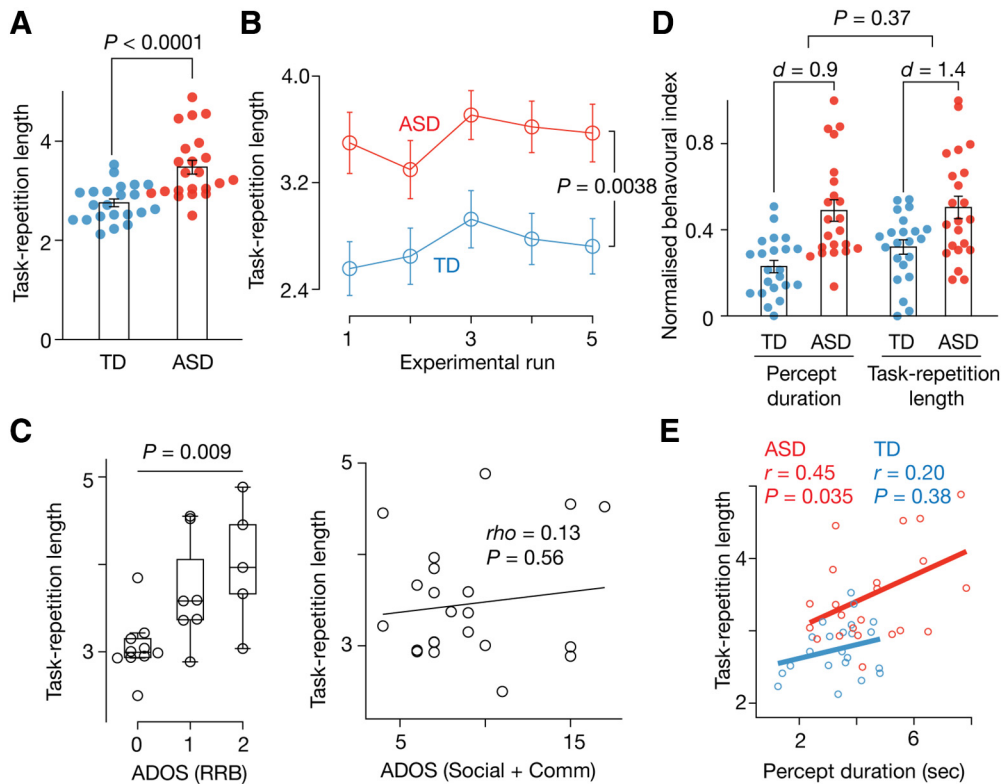 A
P < 0.0001
Task-repetition length
4
2
0
TD
ASD
B
Task-repetition length
4.0
3.2
2.4
ASD
TD
P = 0.0038
1
3
5
Experimental run
D
P = 0.37
d = 0.9
d = 1.4
Normalised behavoural index
0.8
0.4
0
TD
ASD
TD
ASD
Percept
duration
Task-repetition
length
C
P = 0.009
Task-repetition length
5
3
0
1
2
ADOS (RRB)
Task-repetition length
5
3
rho = 0.13
P = 0.56
5
15
ADOS (Social + Comm)
E
ASD
r = 0.45
P = 0.035
TD
r = 0.20
P = 0.38
Task-repetition length
4
2
2
6
Percept duration (sec)